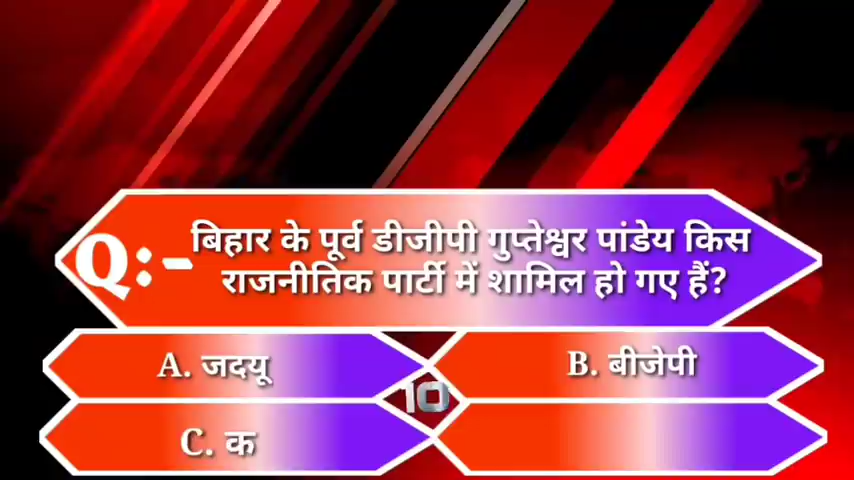 Q:-
बिहार के पूर्व डीजीपी गुप्तेश्वर पांडेय किस
राजनीतिक पार्टी में शामिल हो गए हैं?
A. जदयू
B. बीजेपी
10
C. क